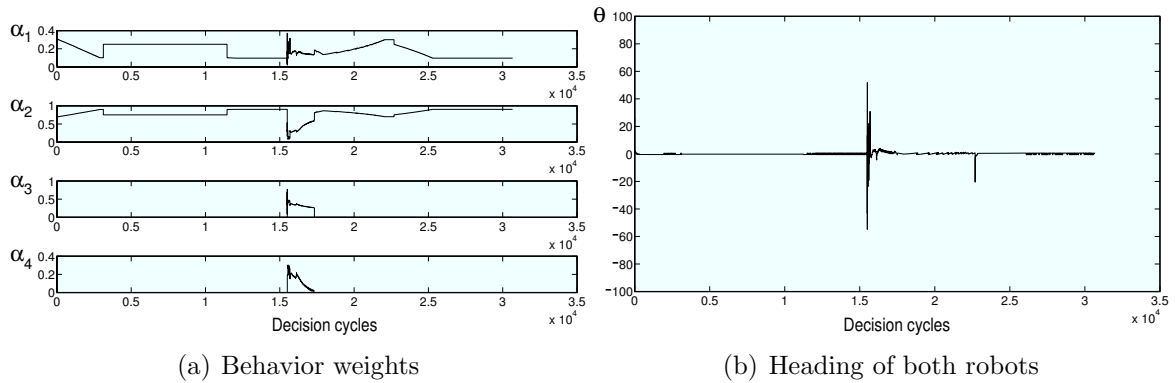 α1
0.4
0.2
0
0 0.5 1 1.5 2 2.5 3 3.5
x 10^4
α2
1
0.5
0
0 0.5 1 1.5 2 2.5 3 3.5
x 10^4
α3
1
0.5
0
0 0.5 1 1.5 2 2.5 3 3.5
x 10^4
α4
0.4
0.2
0
0 0.5 1 1.5 2 2.5 3 3.5
x 10^4
Decision cycles
(a) Behavior weights
θ
100
80
60
40
20
0
-20
-40
-60
-80
-100
0 0.5 1 1.5 2 2.5 3 3.5
x 10^4
Decision cycles
(b) Heading of both robots